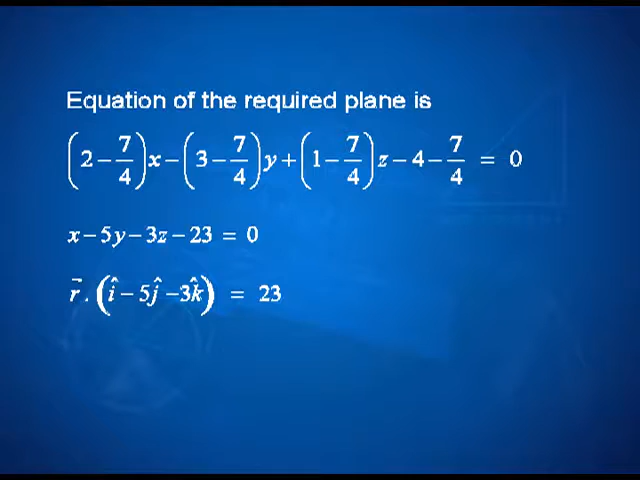 Equation of the required plane is
(2 − 7/4)x − (3 − 7/4)y + (1 − 7/4)z − 4 − 7/4 = 0
x − 5y − 3z − 23 = 0
r⃗ . (î − 5ĵ − 3k̂) = 23